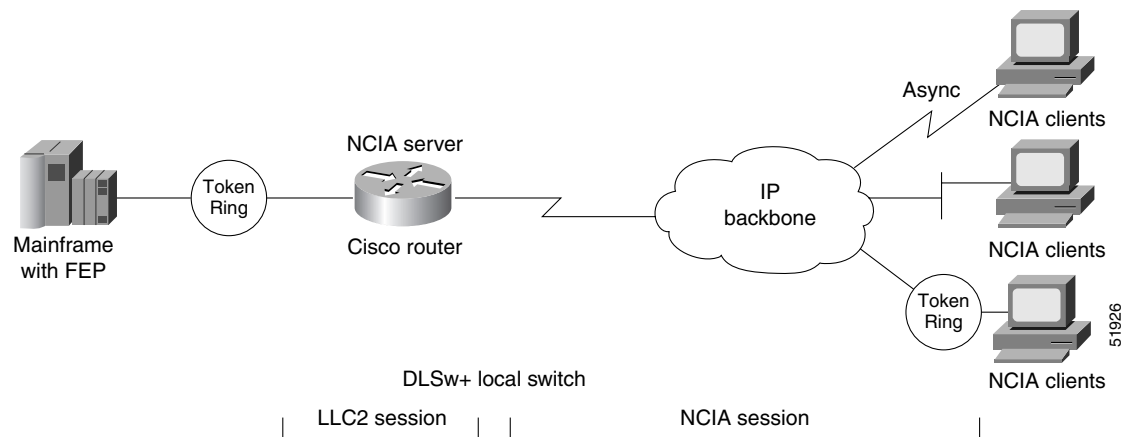 Async
NCIA clients
NCIA server
Token
Ring
IP
backbone
Mainframe
with FEP
Cisco router
NCIA clients
Token
Ring
NCIA clients
51926
DLSw+ local switch
LLC2 session
NCIA session